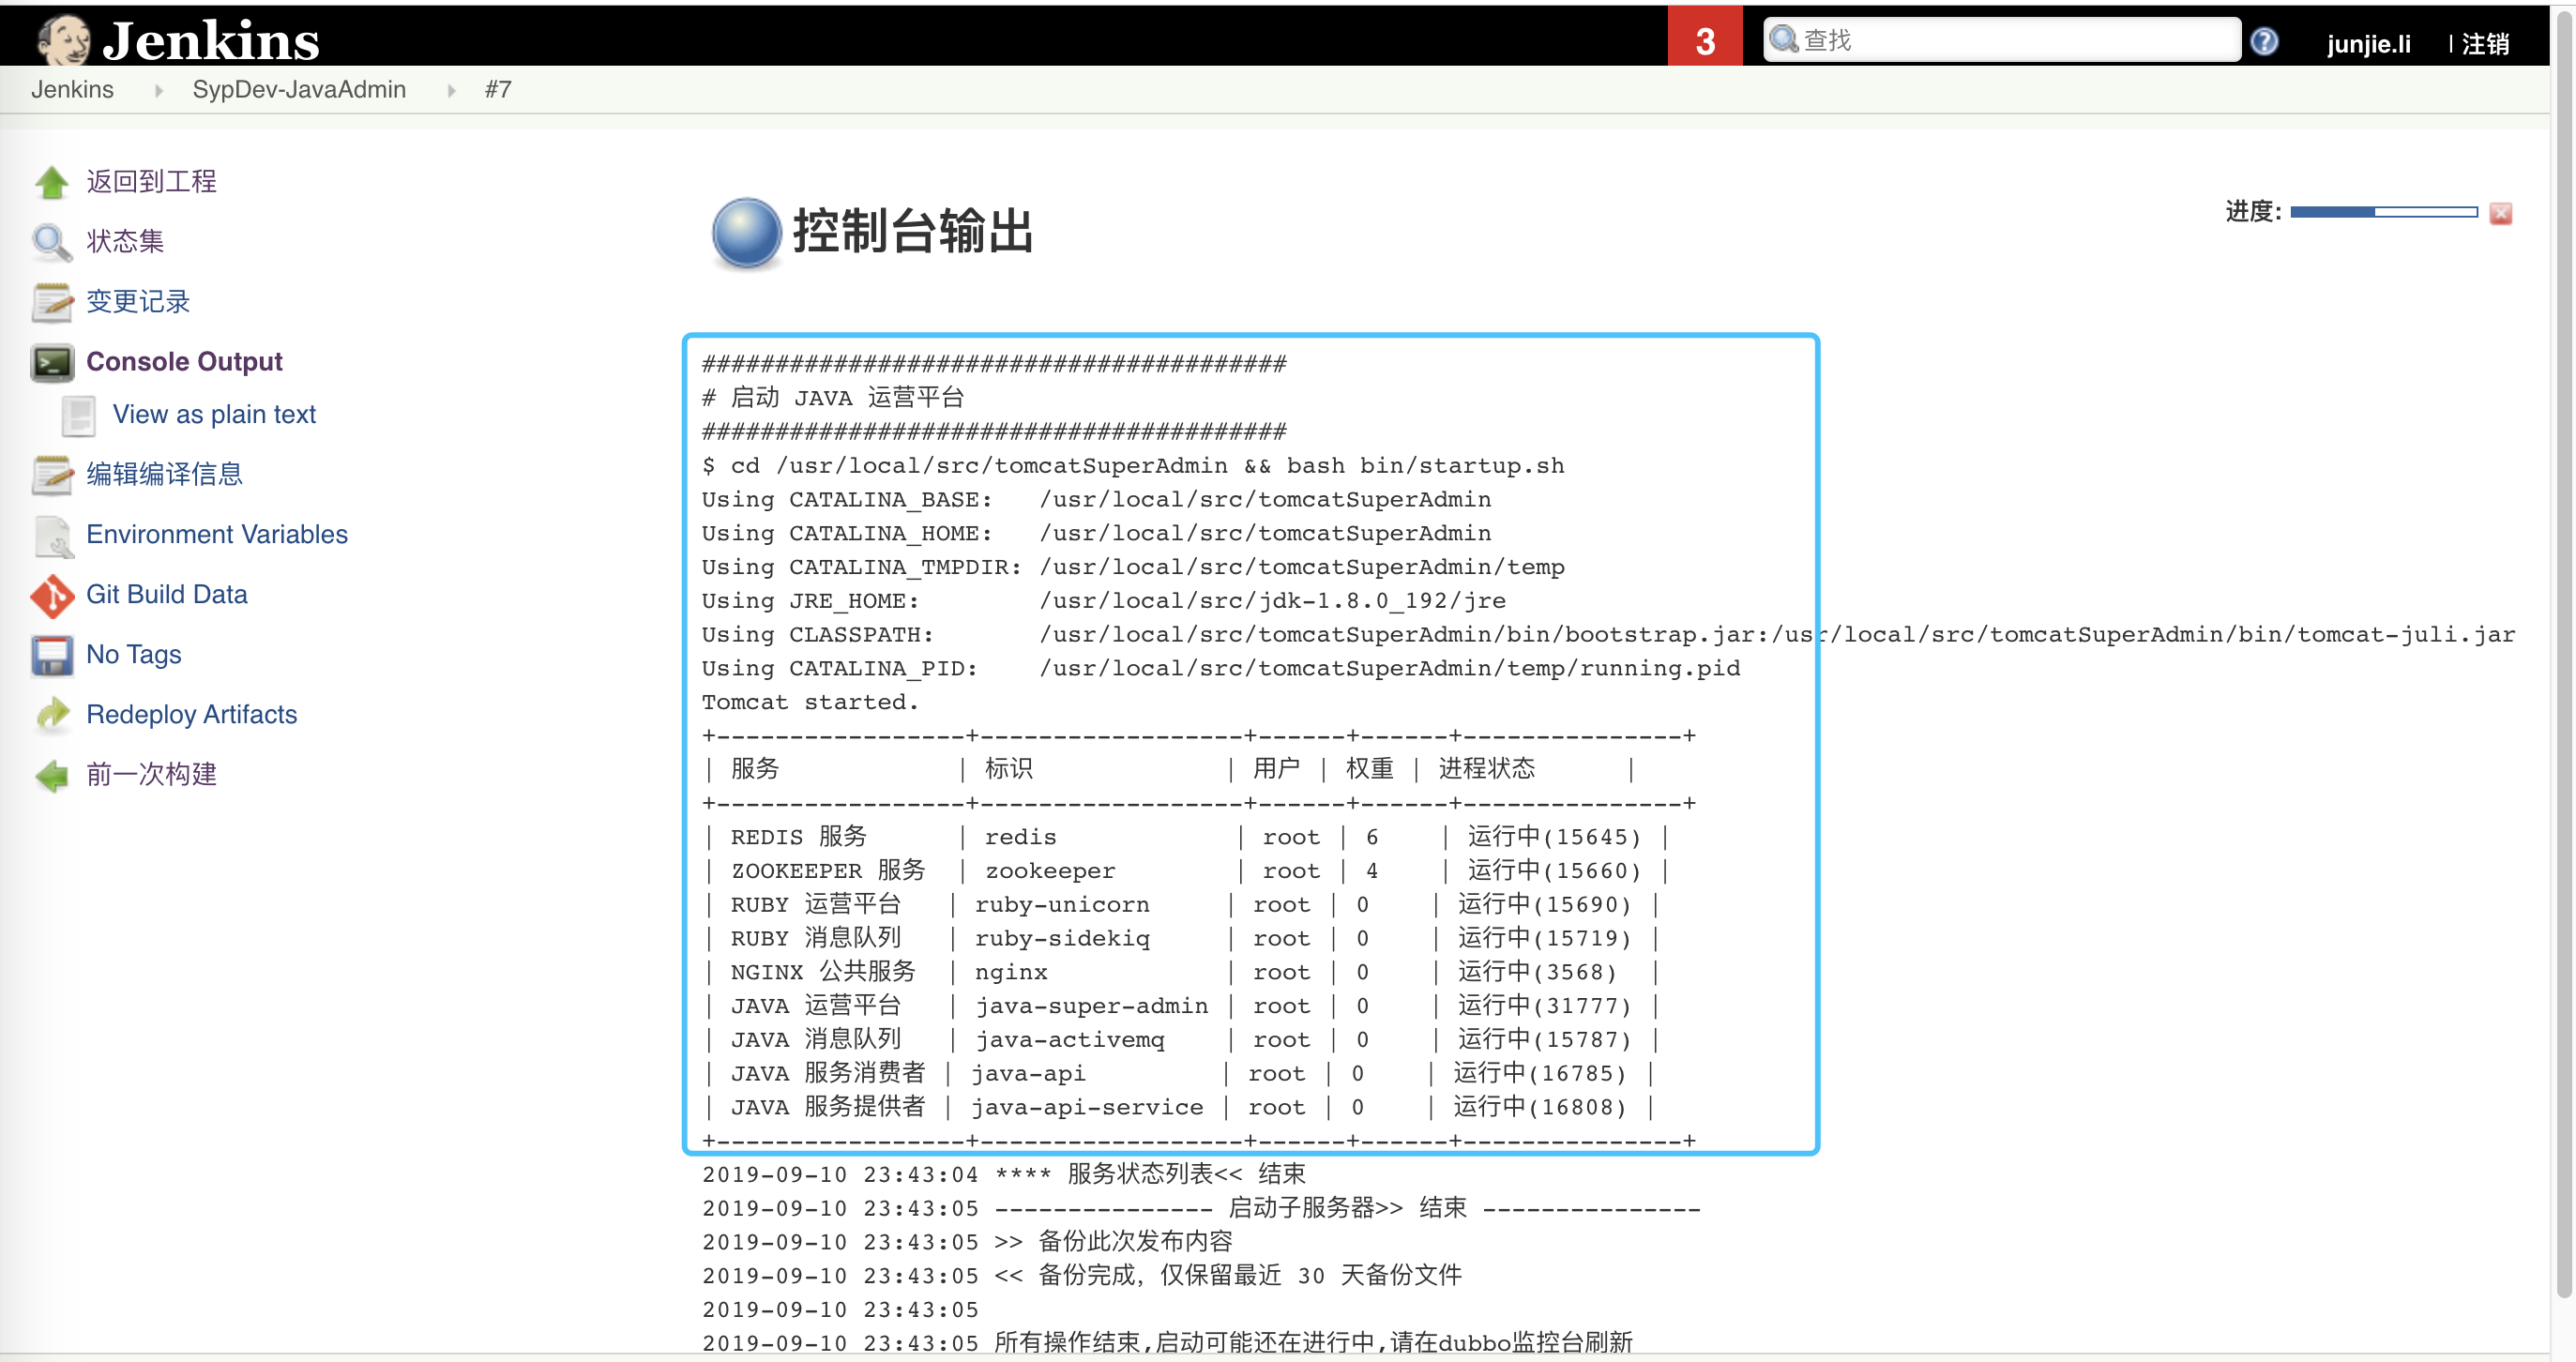 Jenkins
3
查找
junjie.li
| 注销
Jenkins
SypDev-JavaAdmin
#7
返回到工程
状态集
变更记录
Console Output
View as plain text
编辑编译信息
Environment Variables
Git Build Data
No Tags
Redeploy Artifacts
前一次构建
控制台输出
进度:
########################################
# 启动 JAVA 运营平台
########################################
$ cd /usr/local/src/tomcatSuperAdmin && bash bin/startup.sh
Using CATALINA_BASE:   /usr/local/src/tomcatSuperAdmin
Using CATALINA_HOME:   /usr/local/src/tomcatSuperAdmin
Using CATALINA_TMPDIR: /usr/local/src/tomcatSuperAdmin/temp
Using JRE_HOME:        /usr/local/src/jdk-1.8.0_192/jre
Using CLASSPATH:       /usr/local/src/tomcatSuperAdmin/bin/bootstrap.jar:/usr/local/src/tomcatSuperAdmin/bin/tomcat-juli.jar
Using CATALINA_PID:    /usr/local/src/tomcatSuperAdmin/temp/running.pid
Tomcat started.
+-----------------+------------------+------+------+---------------+
| 服务 | 标识 | 用户 | 权重 | 进程状态 |
+-----------------+------------------+------+------+---------------+
| REDIS 服务 | redis | root | 6 | 运行中(15645) |
| ZOOKEEPER 服务 | zookeeper | root | 4 | 运行中(15660) |
| RUBY 运营平台 | ruby-unicorn | root | 0 | 运行中(15690) |
| RUBY 消息队列 | ruby-sidekiq | root | 0 | 运行中(15719) |
| NGINX 公共服务 | nginx | root | 0 | 运行中(3568) |
| JAVA 运营平台 | java-super-admin | root | 0 | 运行中(31777) |
| JAVA 消息队列 | java-activemq | root | 0 | 运行中(15787) |
| JAVA 服务消费者 | java-api | root | 0 | 运行中(16785) |
| JAVA 服务提供者 | java-api-service | root | 0 | 运行中(16808) |
+-----------------+------------------+------+------+---------------+
2019-09-10 23:43:04 **** 服务状态列表<< 结束
2019-09-10 23:43:05 --------------- 启动子服务器>> 结束 ---------------
2019-09-10 23:43:05 >> 备份此次发布内容
2019-09-10 23:43:05 << 备份完成, 仅保留最近 30 天备份文件
2019-09-10 23:43:05
2019-09-10 23:43:05 所有操作结束,启动可能还在进行中,请在dubbo监控台刷新